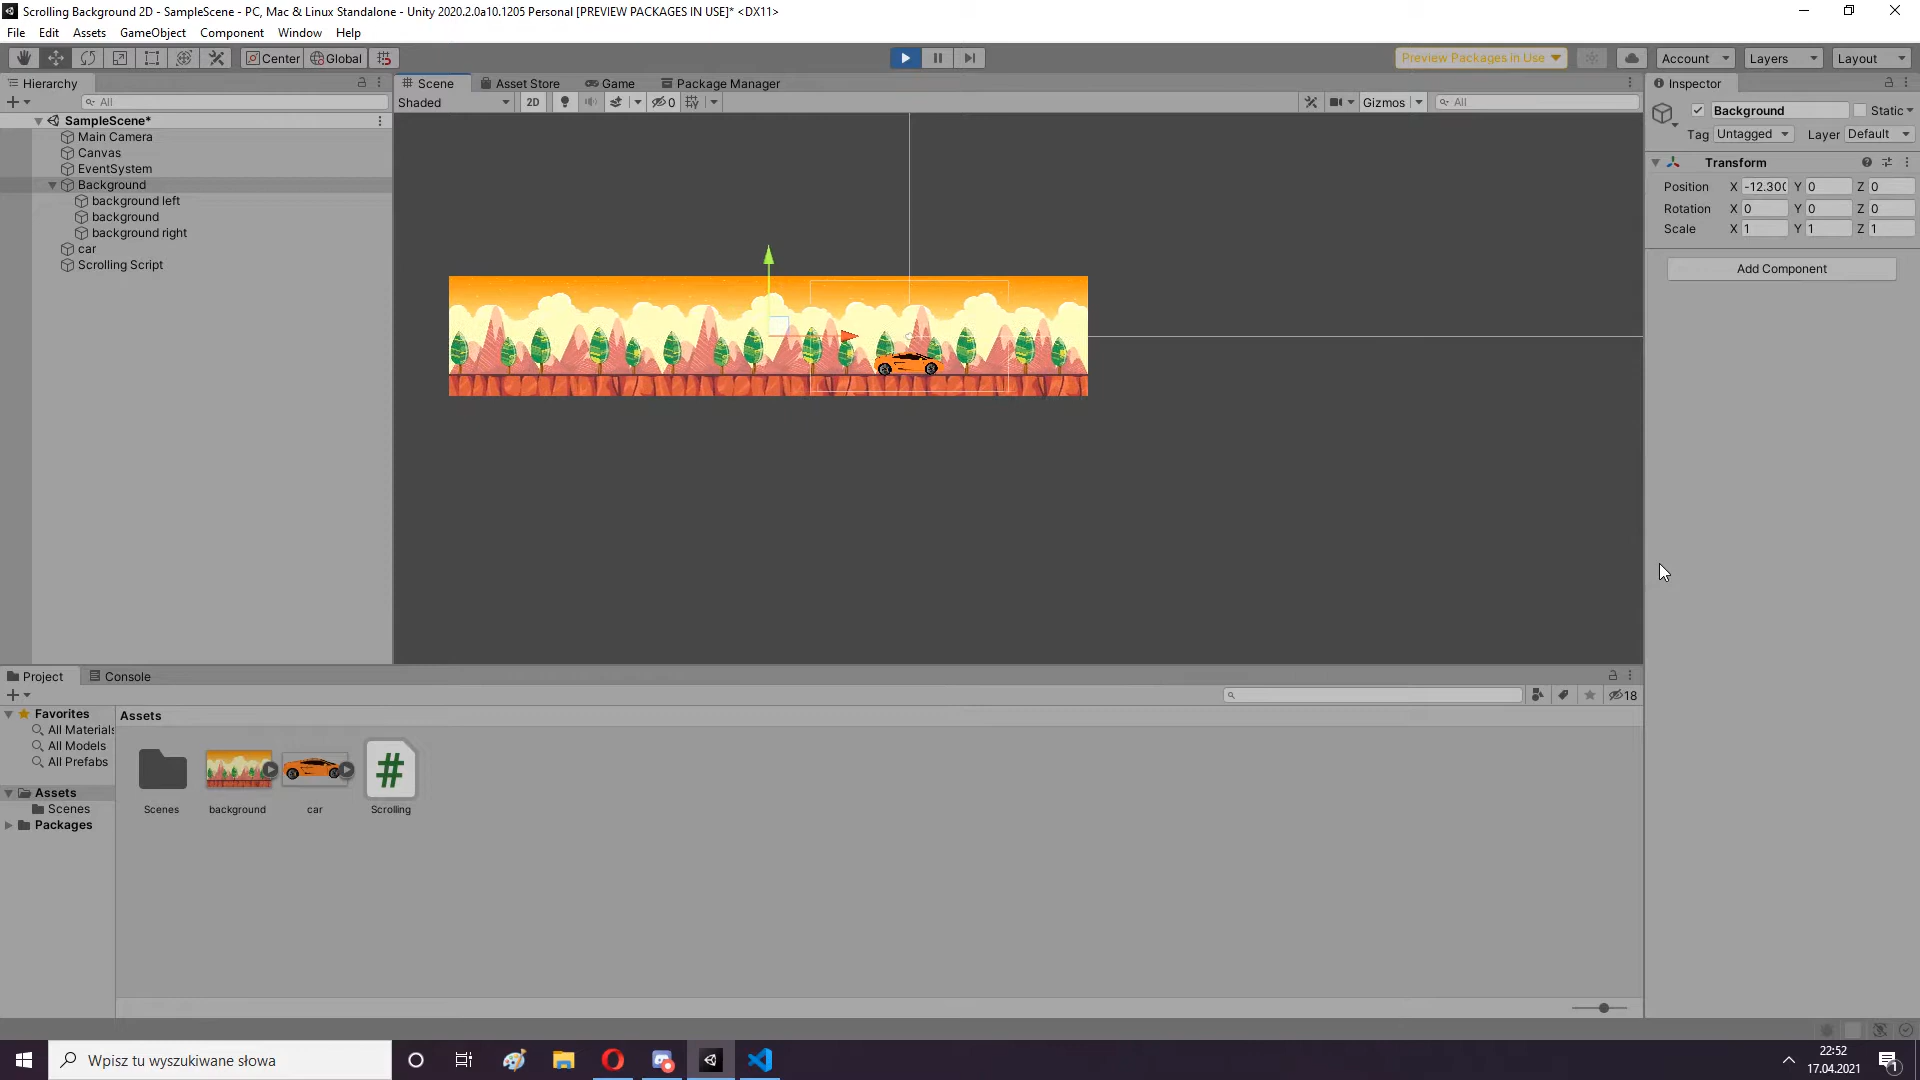 Scrolling Background 2D - SampleScene - PC, Mac & Linux Standalone - Unity 2020.2.0a10.1205 Personal [PREVIEW PACKAGES IN USE]* <DX11>
File Edit Assets GameObject Component Window Help
Center Global Preview Packages in Use Account Layers Layout
Hierarchy
All
SampleScene*
Main Camera
Canvas
EventSystem
Background
background left
background
background right
car
Scrolling Script
Scene Asset Store Game Package Manager
Shaded 2D 0 Gizmos All
Inspector
Background Static
Tag Untagged Layer Default
Transform
Position X -12.300 Y 0 Z 0
Rotation X 0 Y 0 Z 0
Scale X 1 Y 1 Z 1
Add Component
Project Console
18
Favorites
All Materials
All Models
All Prefabs
Assets
Scenes
Packages
Assets
Scenes background car Scrolling
#
Wpisz tu wyszukiwane słowa
22:52
17.04.2021
1